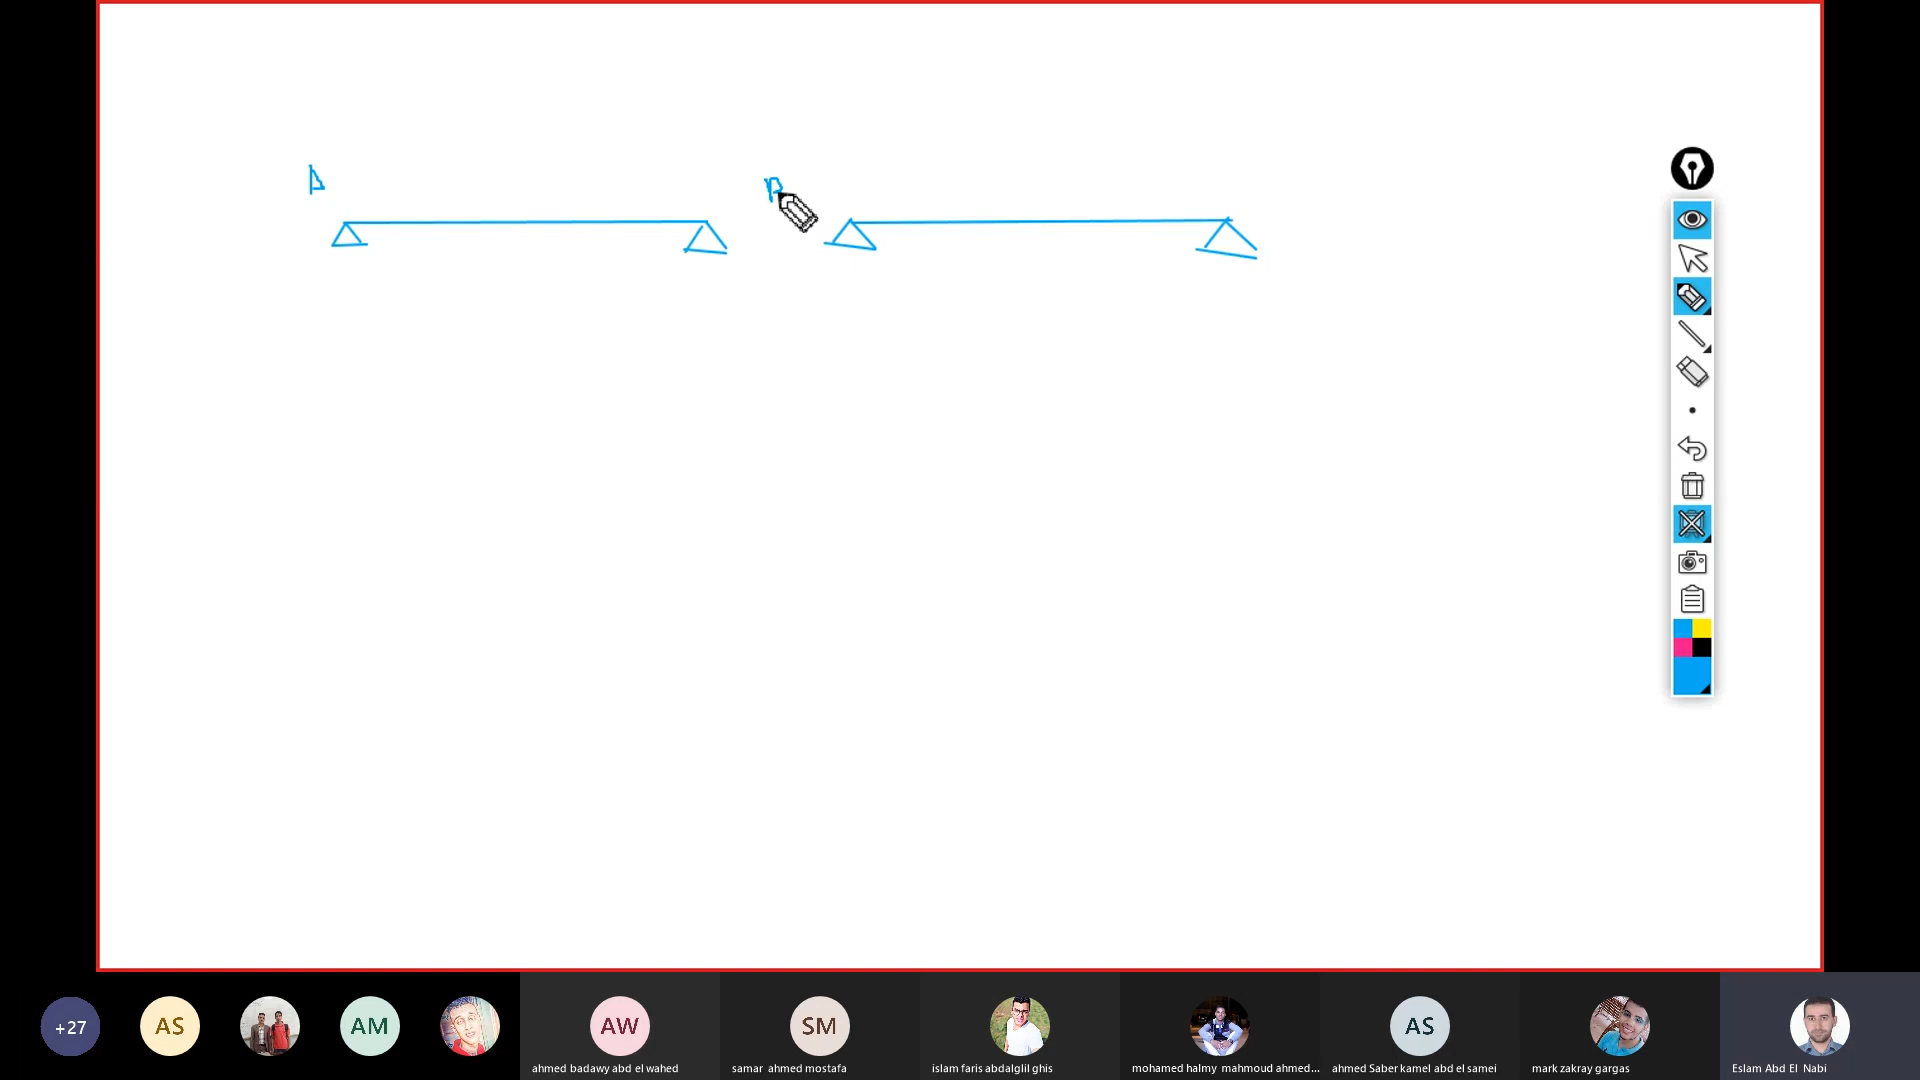 A
B
+27
AS
AM
AW
SM
AS
ahmed badawy abd el wahed
samar ahmed mostafa
islam faris abdalglil ghis
mohamed halmy mahmoud ahmed...
ahmed Saber kamel abd el samei
mark zakray gargas
Eslam Abd El Nabi